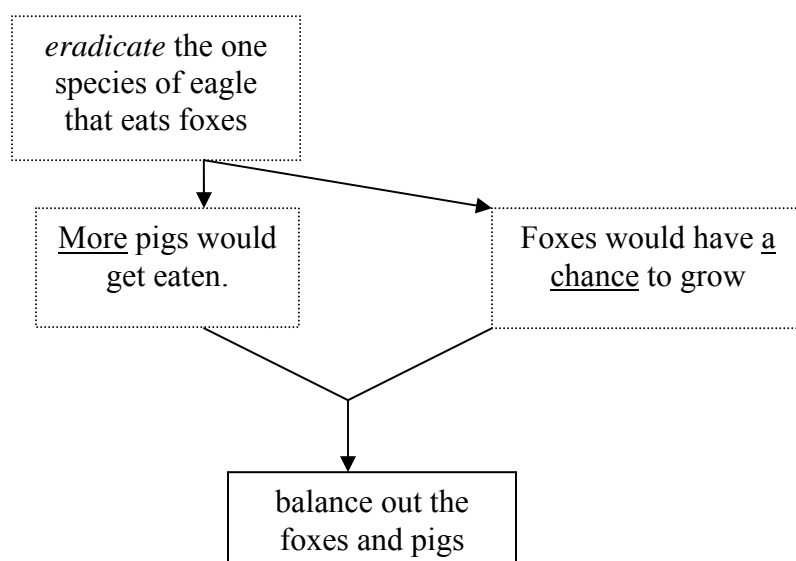 eradicate the one
species of eagle
that eats foxes
More pigs would
get eaten.
Foxes would have a
chance to grow
balance out the
foxes and pigs